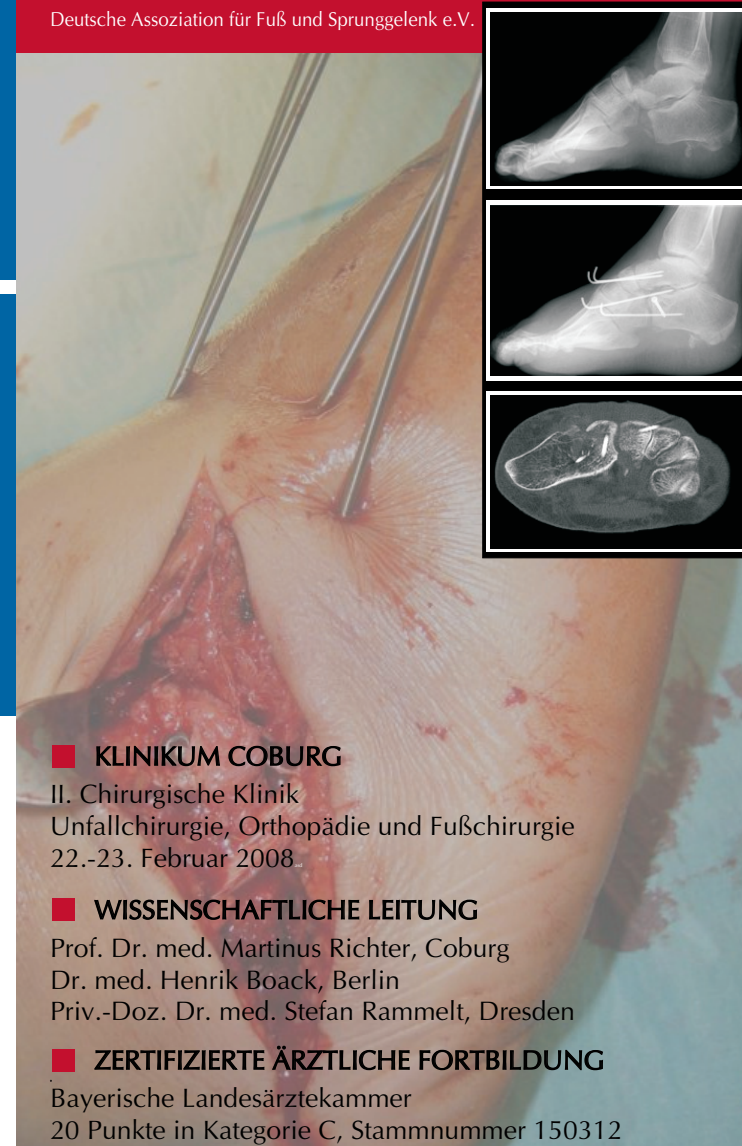 Deutsche Assoziation für Fuß und Sprunggelenk e.V.
KLINIKUM COBURG
II. Chirurgische Klinik
Unfallchirurgie, Orthopädie und Fußchirurgie
22.-23. Februar 2008
WISSENSCHAFTLICHE LEITUNG
Prof. Dr. med. Martinus Richter, Coburg
Dr. med. Henrik Boack, Berlin
Priv.-Doz. Dr. med. Stefan Rammelt, Dresden
ZERTIFIZIERTE ÄRZTLICHE FORTBILDUNG
Bayerische Landesärztekammer
20 Punkte in Kategorie C, Stammnummer 150312